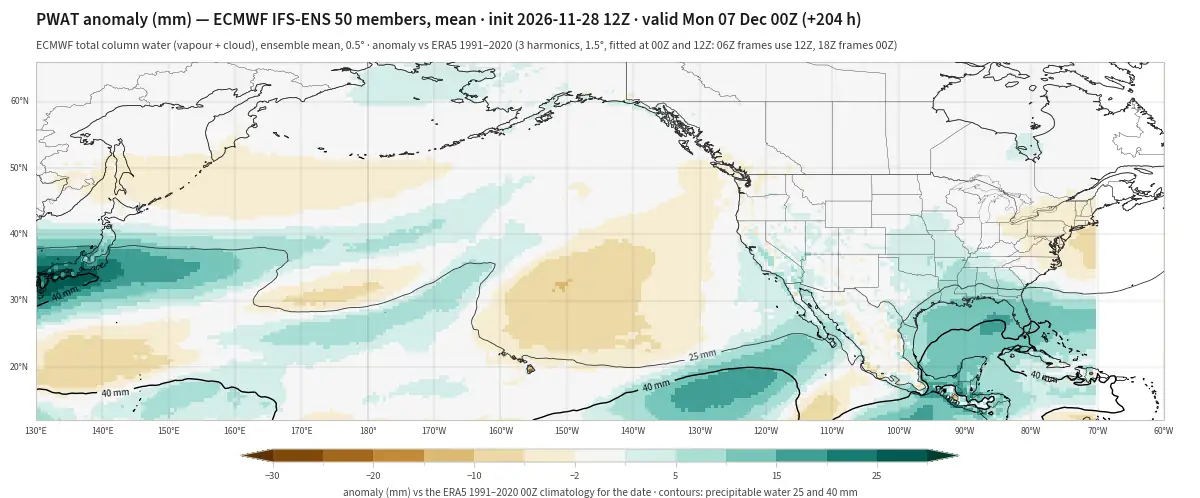 PWAT anomaly (mm) — ECMWF IFS-ENS 50 members, mean · init 2026-11-28 12Z · valid Mon 07 Dec 00Z (+204 h)
ECMWF total column water (vapour + cloud), ensemble mean, 0.5° · anomaly vs ERA5 1991–2020 (3 harmonics, 1.5°, fitted at 00Z and 12Z: 06Z frames use 12Z, 18Z frames 00Z)
60°N
50°N
40°N
30°N
20°N
40 mm
25 mm
40 mm
40 mm
40 mm
130°E 140°E 150°E 160°E 170°E 180° 170°W 160°W 150°W 140°W 130°W 120°W 110°W 100°W 90°W 80°W 70°W 60°W
−30 −20 −10 −2 5 15 25
anomaly (mm) vs the ERA5 1991–2020 00Z climatology for the date · contours: precipitable water 25 and 40 mm